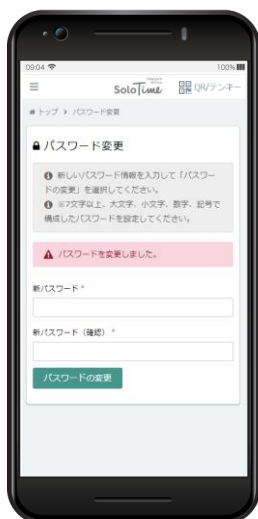 09:04
100%
SoloTime
QR/テンキー
トップ > パスワード変更
パスワード変更
新しいパスワード情報を入力して「パスワー
ドの変更」を選択してください。
※7文字以上、大文字、小文字、数字、記号で
構成したパスワードを設定してください。
パスワードを変更しました。
新パスワード *
新パスワード（確認） *
パスワードの変更